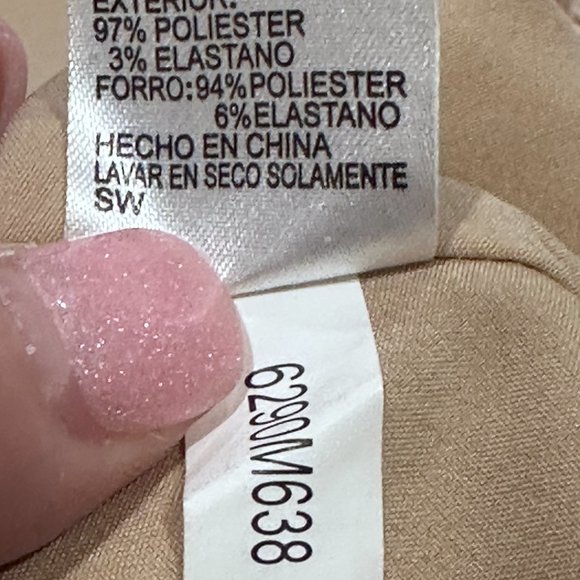 EXTERIOR:
97% POLIESTER
3% ELASTANO
FORRO:94%POLIESTER
6%ELASTANO
HECHO EN CHINA
LAVAR EN SECO SOLAMENTE
SW
6290M638